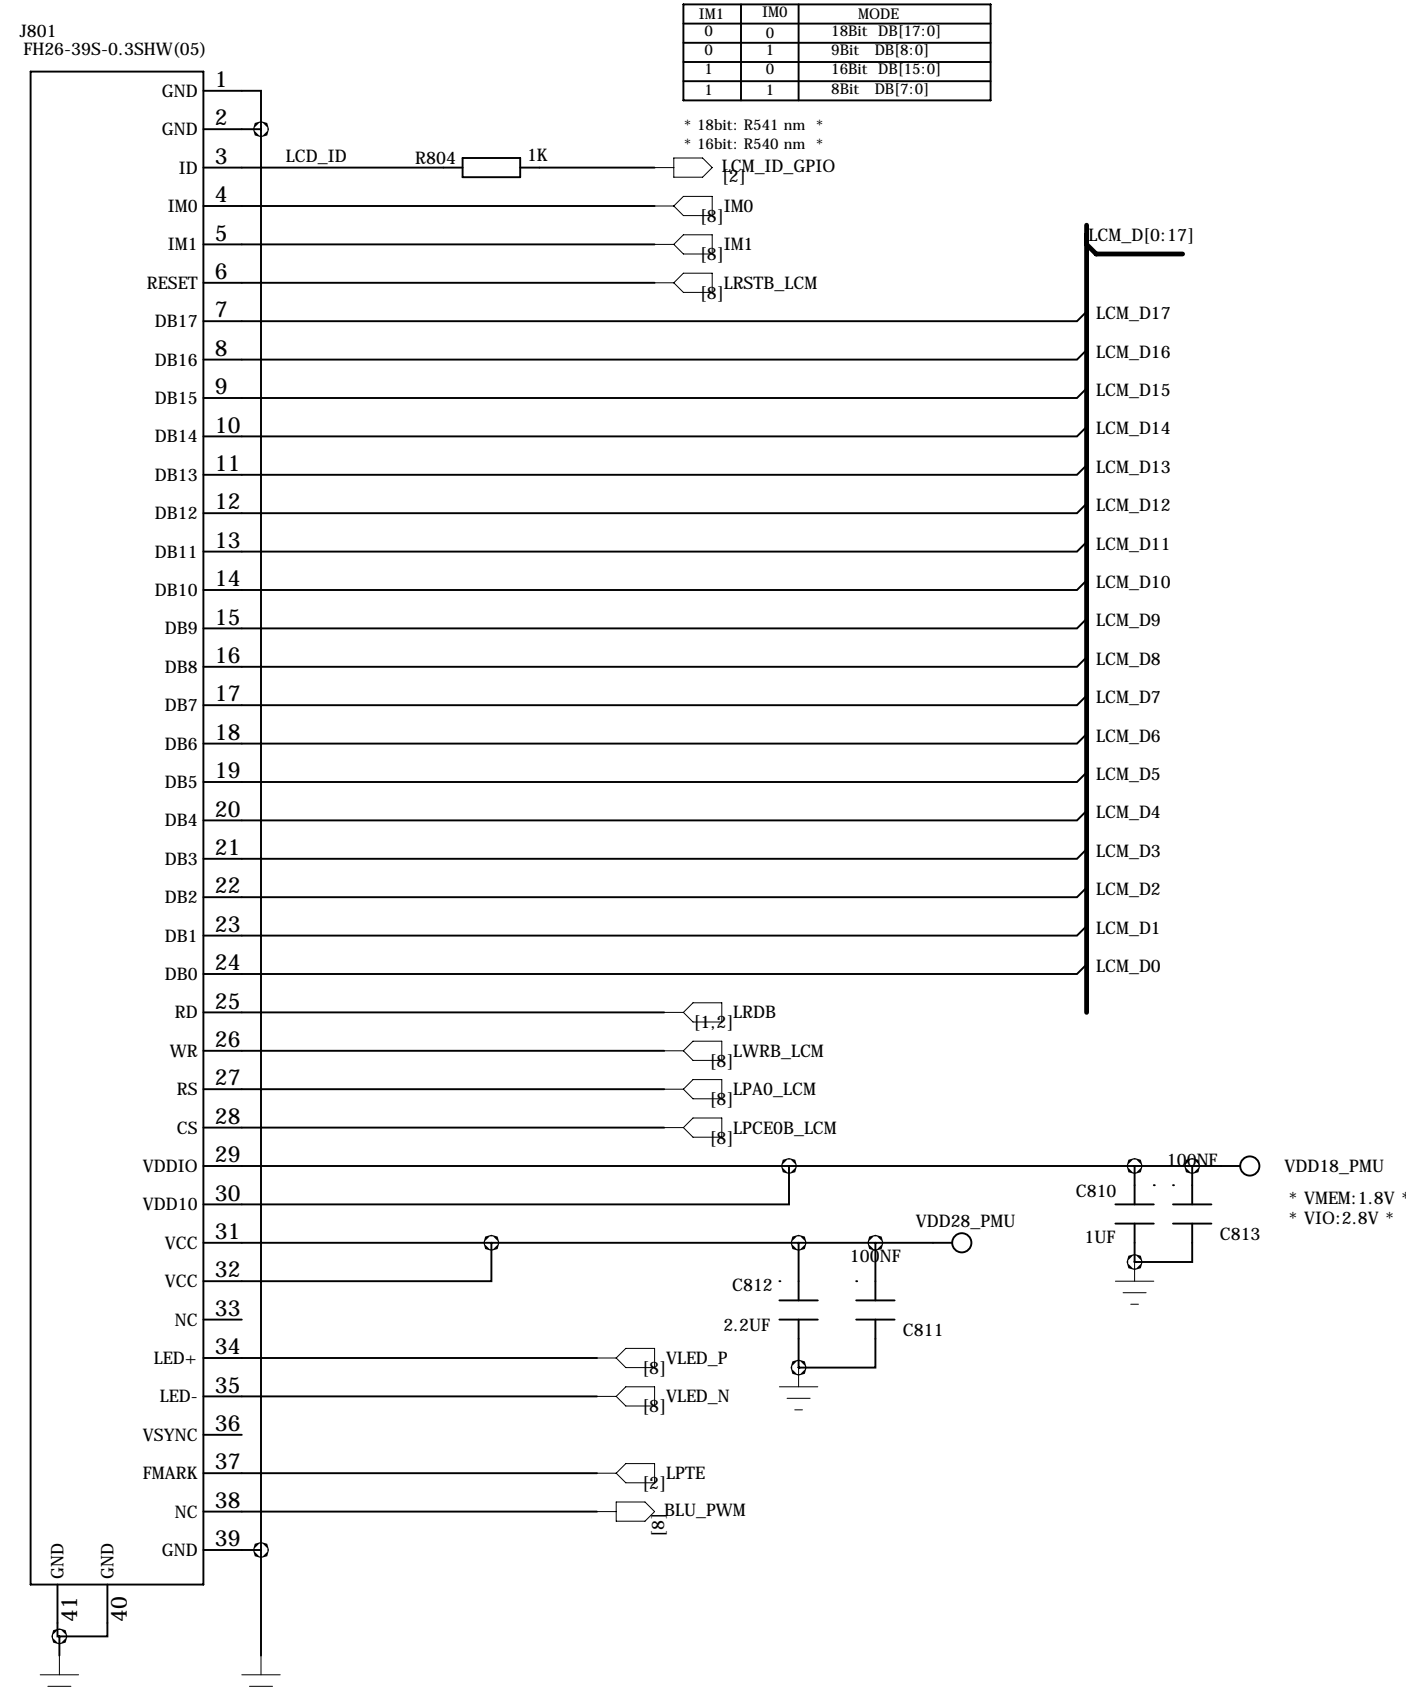 J801
FH26-39S-0.3SHW(05)
IM1 IM0 MODE
0 0 18Bit DB[17:0]
0 1 9Bit DB[8:0]
1 0 16Bit DB[15:0]
1 1 8Bit DB[7:0]
* 18bit: R541 nm *
* 16bit: R540 nm *
GND 1
GND 2
ID 3 LCD_ID R804 1K LCM_ID_GPIO [2]
IM0 4 IM0 [8]
IM1 5 IM1 [8]
LCM_D[0:17]
RESET 6 LRSTB_LCM [8]
DB17 7 LCM_D17
DB16 8 LCM_D16
DB15 9 LCM_D15
DB14 10 LCM_D14
DB13 11 LCM_D13
DB12 12 LCM_D12
DB11 13 LCM_D11
DB10 14 LCM_D10
DB9 15 LCM_D9
DB8 16 LCM_D8
DB7 17 LCM_D7
DB6 18 LCM_D6
DB5 19 LCM_D5
DB4 20 LCM_D4
DB3 21 LCM_D3
DB2 22 LCM_D2
DB1 23 LCM_D1
DB0 24 LCM_D0
RD 25 LRDB [1,2]
WR 26 LWRB_LCM [8]
RS 27 LPA0_LCM [8]
CS 28 LPCE0B_LCM [8]
VDDIO 29 100NF VDD18_PMU
VDD10 30 C810 * VMEM:1.8V *
* VIO:2.8V *
VCC 31 VDD28_PMU 1UF C813
100NF
VCC 32 C812
NC 33 2.2UF C811
LED+ 34 VLED_P [8]
LED- 35 VLED_N [8]
VSYNC 36
FMARK 37 LPTE [2]
NC 38 BLU_PWM [8]
GND 39
GND GND
41 40